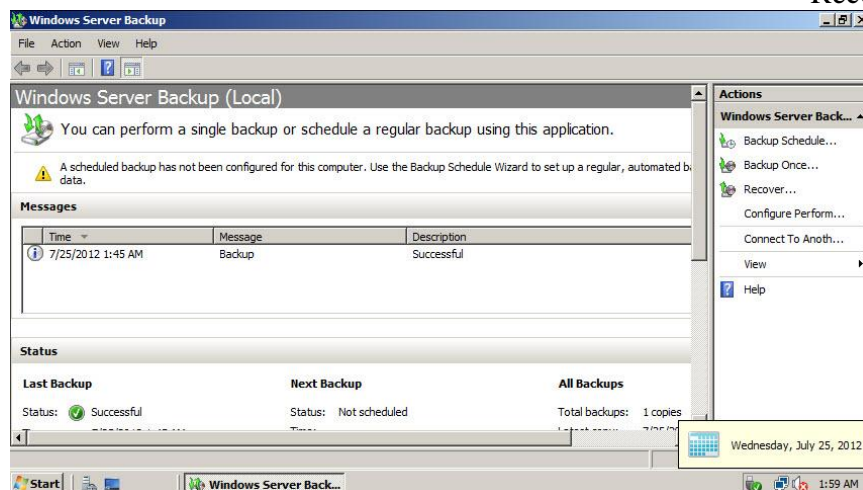 Windows Server Backup
File Action View Help
Windows Server Backup (Local)
You can perform a single backup or schedule a regular backup using this application.
A scheduled backup has not been configured for this computer. Use the Backup Schedule Wizard to set up a regular, automated
data.
Messages
Time Message Description
7/25/2012 1:45 AM Backup Successful
Status
Last Backup Next Backup All Backups
Status: Successful Status: Not scheduled Total backups: 1 copies
Actions
Windows Server Back...
Backup Schedule...
Backup Once...
Recover...
Configure Perform...
Connect To Anoth...
View
Help
Wednesday, July 25, 2012
Start Windows Server Back... 1:59 AM